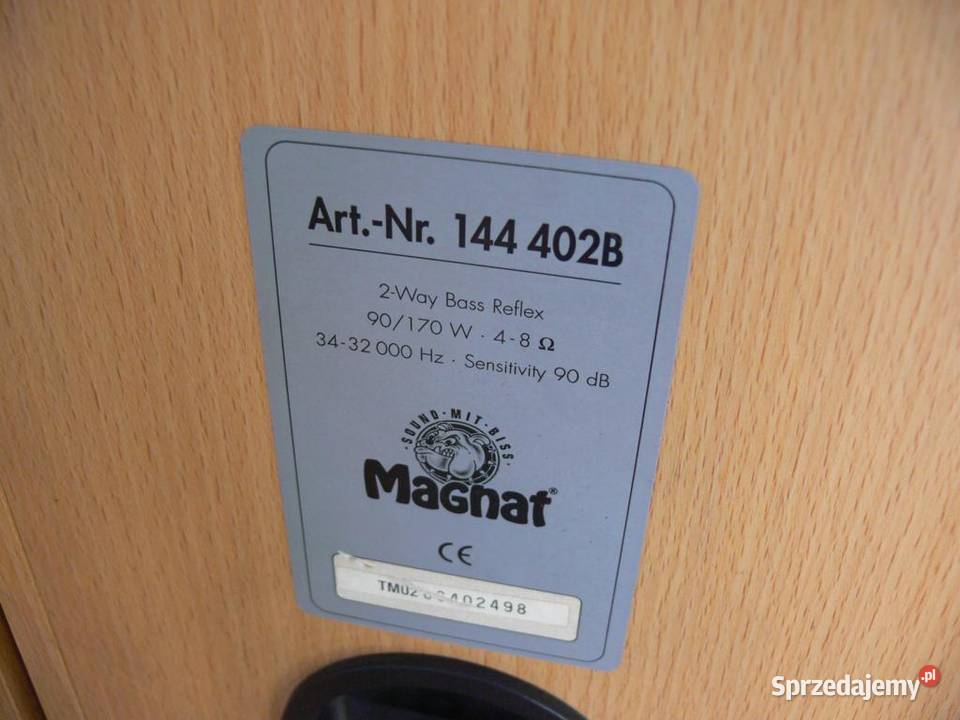 Art.-Nr. 144 402B
2-Way Bass Reflex
90/170 W · 4-8 Ω
34-32 000 Hz · Sensitivity 90 dB
·SOUND·MIT·BISS·
Magnat®
CE
Sprzedajemy.pl